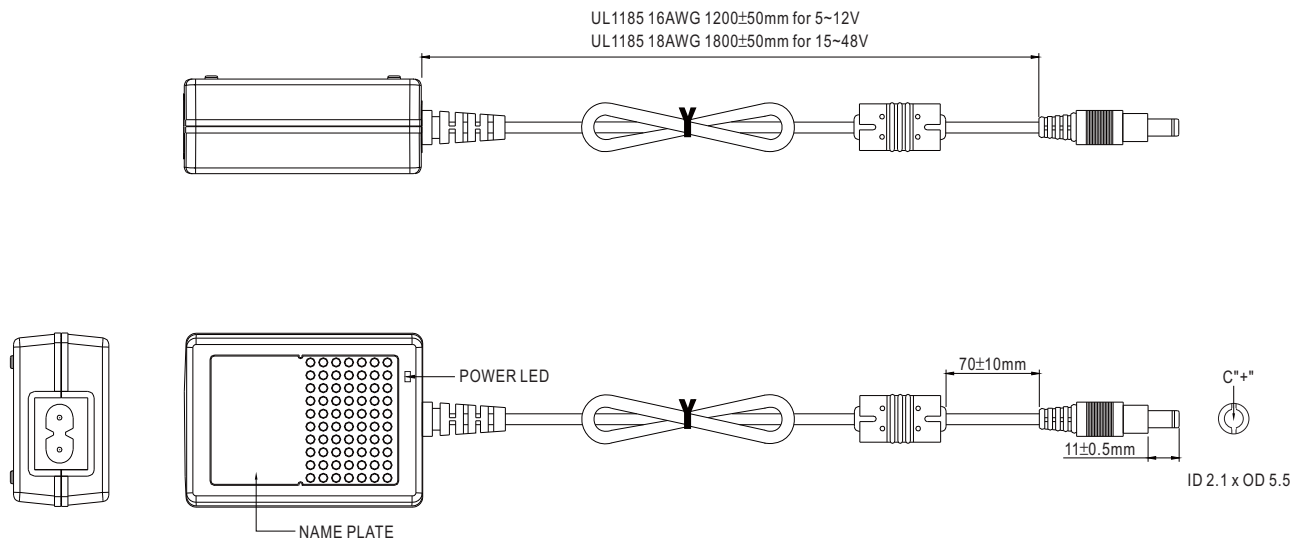 UL1185 16AWG 1200±50mm for 5~12V
UL1185 18AWG 1800±50mm for 15~48V
POWER LED
70±10mm
C"+"
11±0.5mm
ID 2.1 x OD 5.5
NAME PLATE